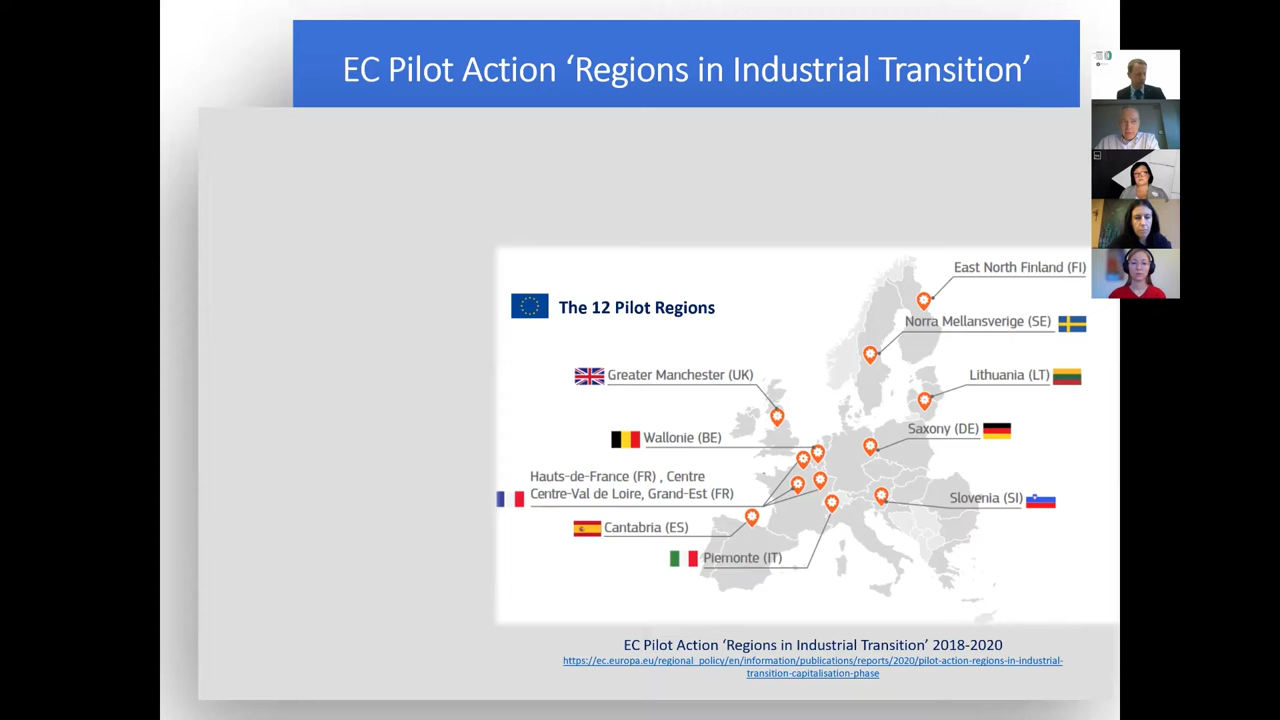 EC Pilot Action ‘Regions in Industrial Transition’
The 12 Pilot Regions
East North Finland (FI)
Norra Mellansverige (SE)
Greater Manchester (UK)
Lithuania (LT)
Wallonie (BE)
Saxony (DE)
Hauts-de-France (FR) , Centre
Centre-Val de Loire, Grand-Est (FR)
Slovenia (SI)
Cantabria (ES)
Piemonte (IT)
EC Pilot Action ‘Regions in Industrial Transition’ 2018-2020
https://ec.europa.eu/regional_policy/en/information/publications/reports/2020/pilot-action-regions-in-industrial-
transition-capitalisation-phase